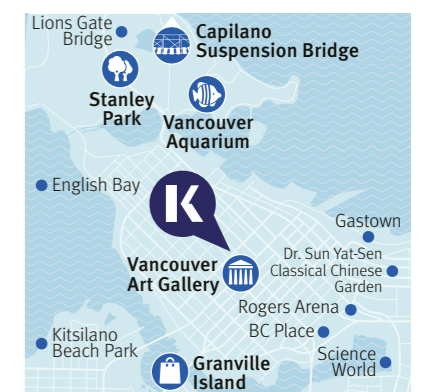 Lions Gate
Bridge
Capilano
Suspension Bridge
Stanley
Park
Vancouver
Aquarium
English Bay
K
Gastown
Dr. Sun Yat-Sen
Classical Chinese
Garden
Vancouver
Art Gallery
Rogers Arena
BC Place
Kitsilano
Beach Park
Science
World
Granville
Island